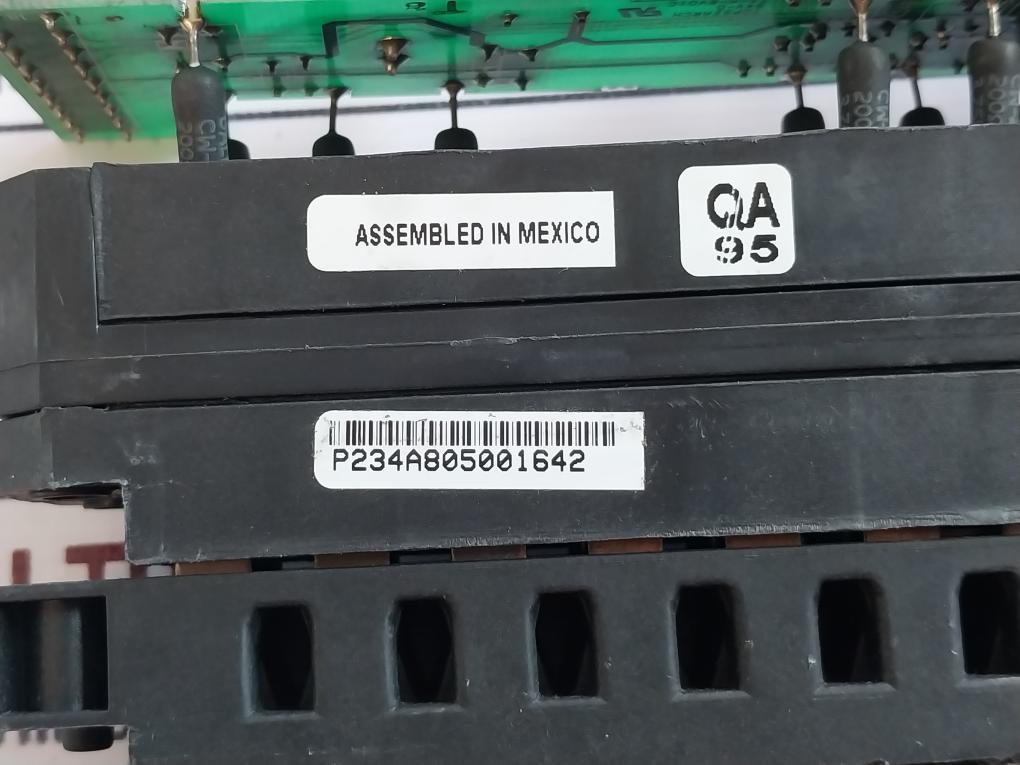 ASSEMBLED IN MEXICO
QA
95
P234A805001642